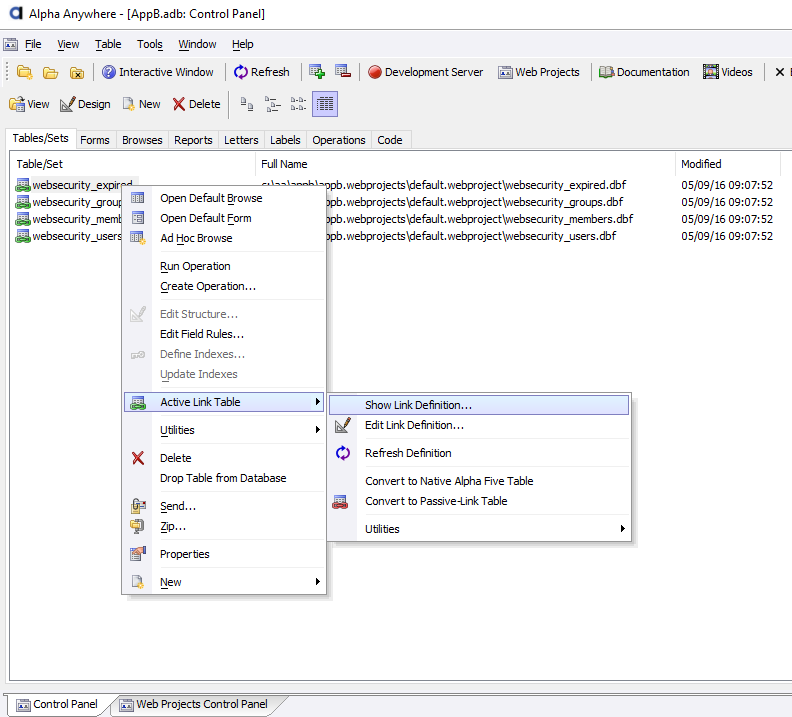 Alpha Anywhere - [AppB.adb: Control Panel]
File View Table Tools Window Help
Interactive Window Refresh Development Server Web Projects Documentation Videos
View Design New Delete
Tables/Sets Forms Browses Reports Letters Labels Operations Code
Table/Set Full Name Modified
websecurity_expired c:\aa\appb\appb.webprojects\default.webproject\websecurity_expired.dbf 05/09/16 09:07:52
websecurity_group ppb.webprojects\default.webproject\websecurity_groups.dbf 05/09/16 09:07:52
websecurity_memb ppb.webprojects\default.webproject\websecurity_members.dbf 05/09/16 09:07:52
websecurity_users ppb.webprojects\default.webproject\websecurity_users.dbf 05/09/16 09:07:52
Open Default Browse
Open Default Form
Ad Hoc Browse
Run Operation
Create Operation...
Edit Structure...
Edit Field Rules...
Define Indexes...
Update Indexes
Active Link Table
Utilities
Delete
Drop Table from Database
Send...
Zip...
Properties
New
Show Link Definition...
Edit Link Definition...
Refresh Definition
Convert to Native Alpha Five Table
Convert to Passive-Link Table
Utilities
Control Panel Web Projects Control Panel